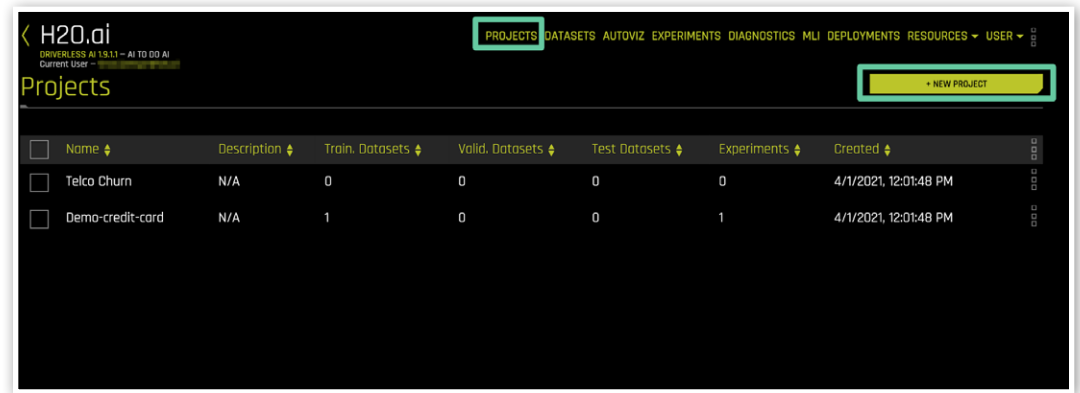 H2O.ai
DRIVERLESS AI 1.9.1.1 – AI TO DO AI
Current User –
PROJECTS DATASETS AUTOVIZ EXPERIMENTS DIAGNOSTICS MLI DEPLOYMENTS RESOURCES USER
Projects
+ NEW PROJECT
Name Description Train. Datasets Valid. Datasets Test Datasets Experiments Created
Telco Churn N/A 0 0 0 0 4/1/2021, 12:01:48 PM
Demo-credit-card N/A 1 0 0 1 4/1/2021, 12:01:48 PM